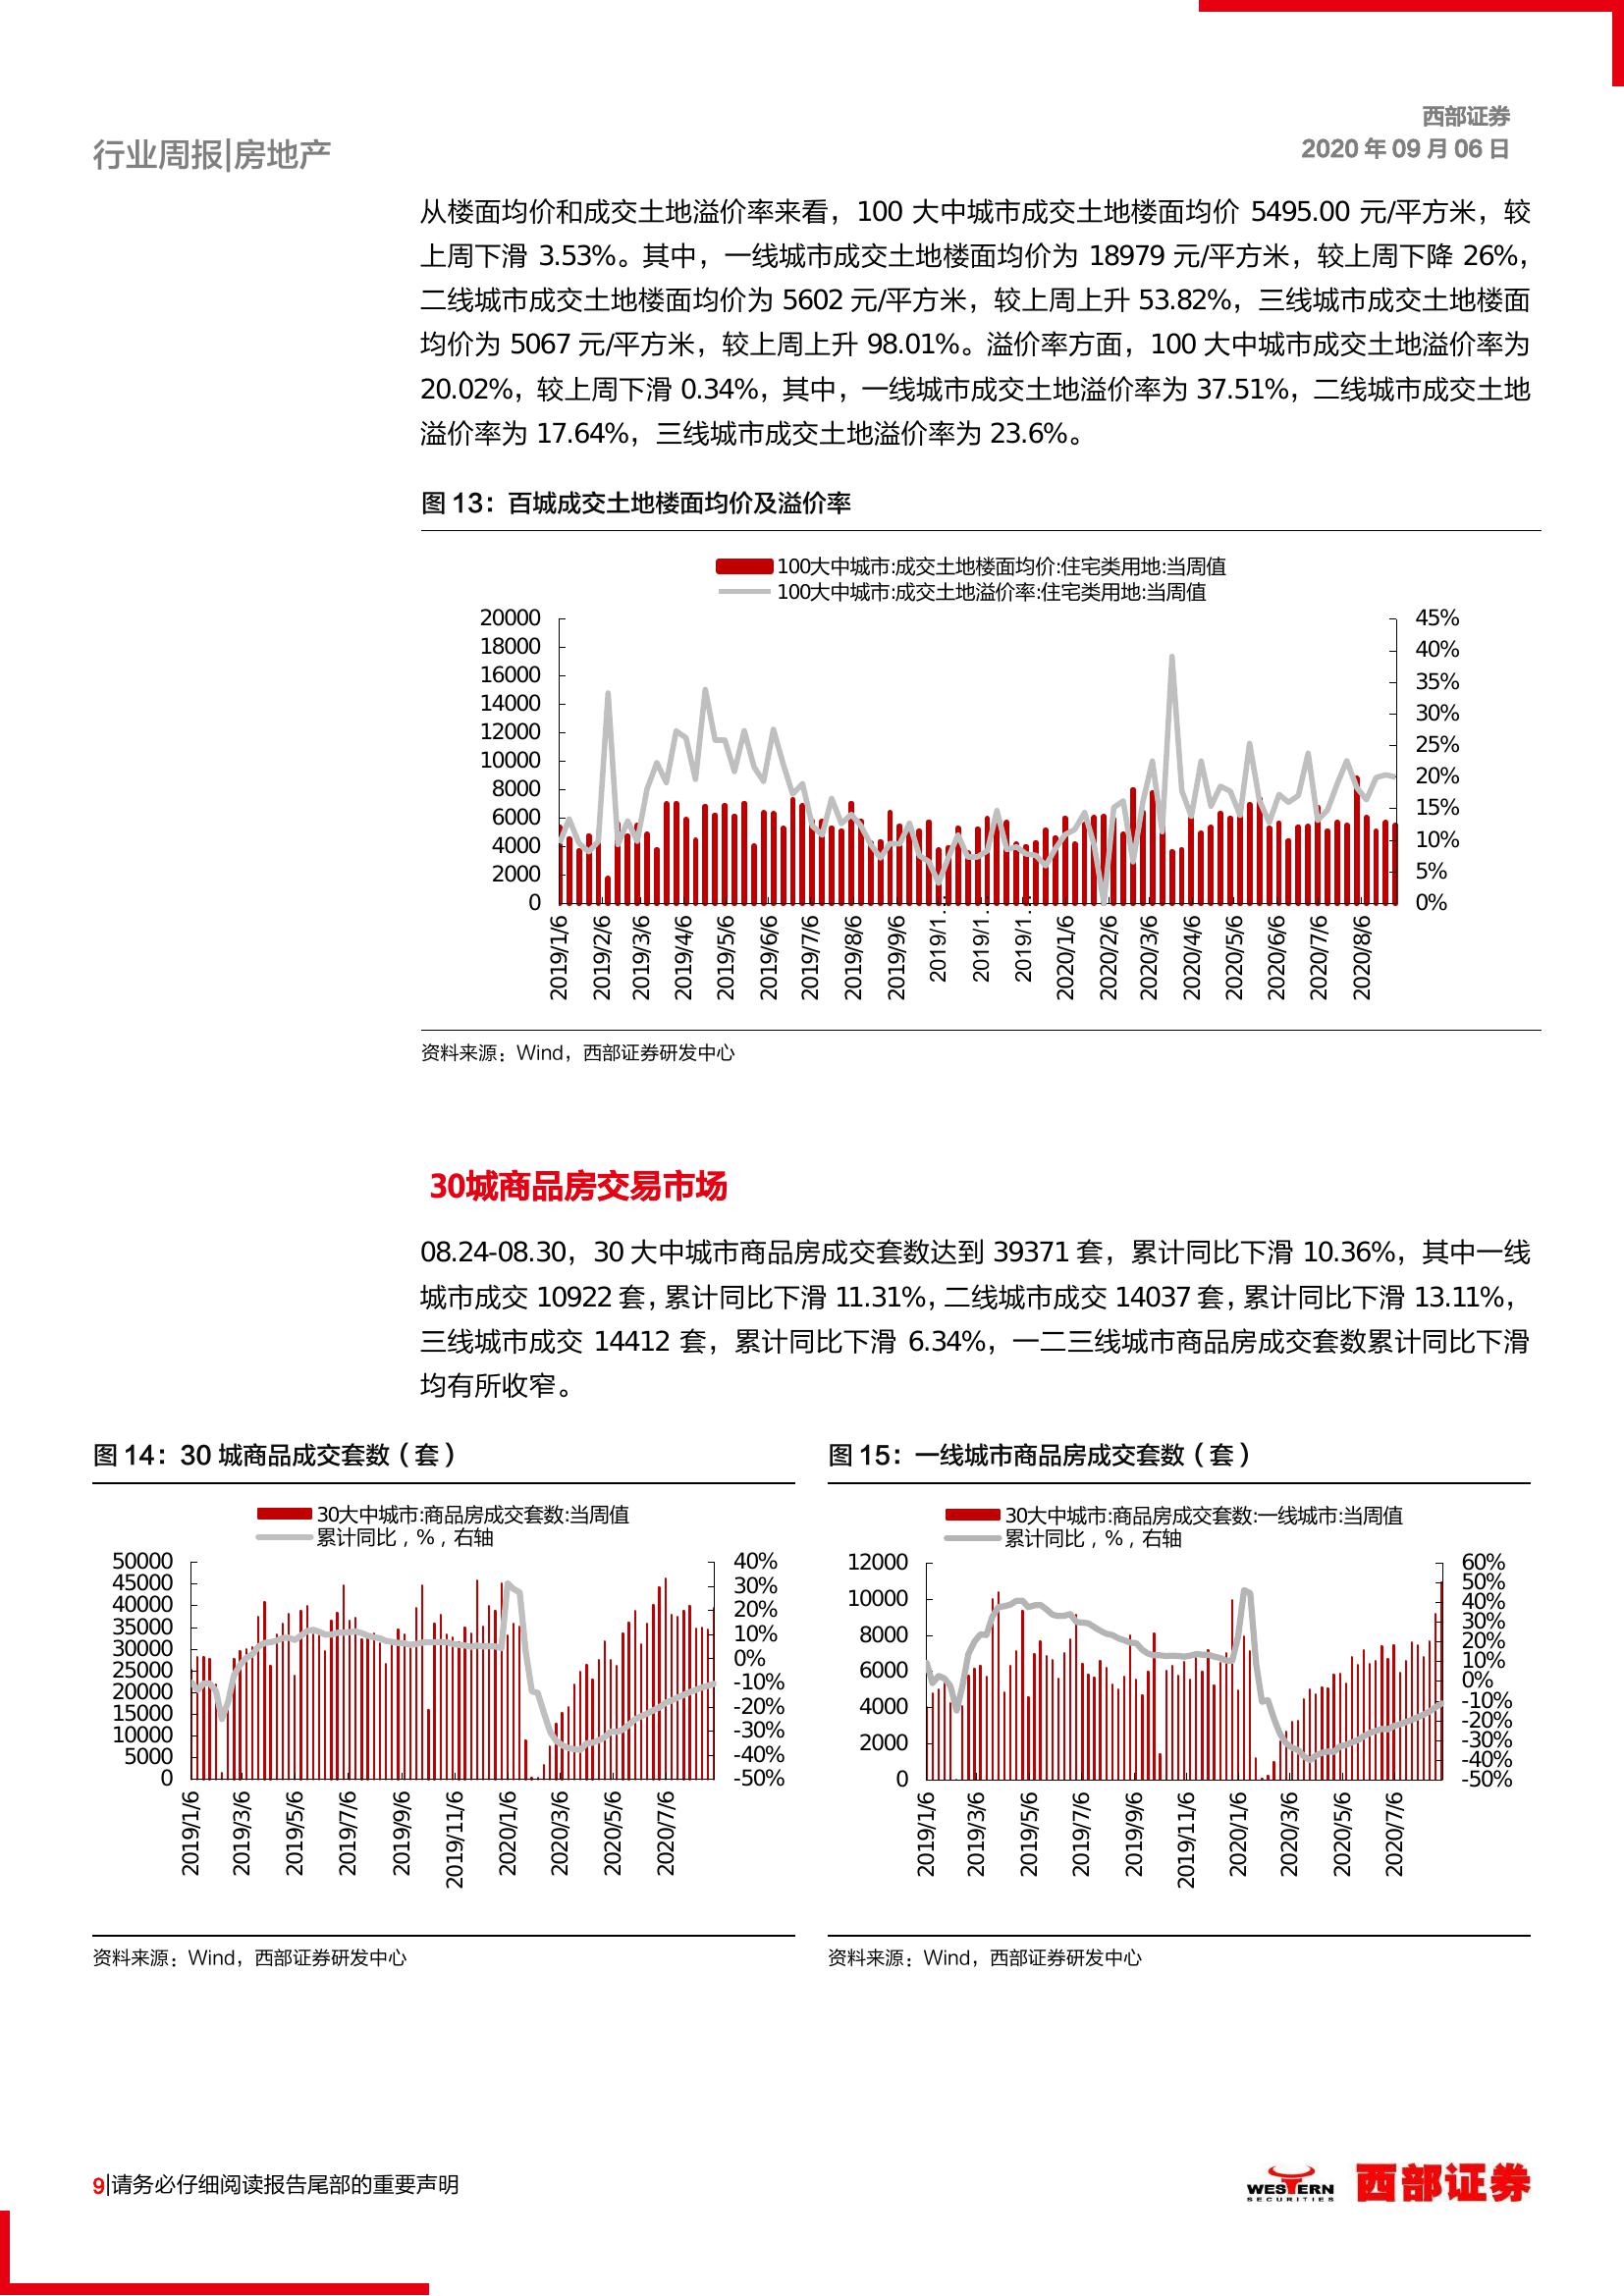 西部证券
2020 年 09 月 06 日
行业周报|房地产
从楼面均价和成交土地溢价率来看，100 大中城市成交土地楼面均价 5495.00 元/平方米，较
上周下滑 3.53%。其中，一线城市成交土地楼面均价为 18979 元/平方米，较上周下降 26%，
二线城市成交土地楼面均价为 5602 元/平方米，较上周上升 53.82%，三线城市成交土地楼面
均价为 5067 元/平方米，较上周上升 98.01%。溢价率方面，100 大中城市成交土地溢价率为
20.02%，较上周下滑 0.34%，其中，一线城市成交土地溢价率为 37.51%，二线城市成交土地
溢价率为 17.64%，三线城市成交土地溢价率为 23.6%。
图 13：百城成交土地楼面均价及溢价率
100大中城市:成交土地楼面均价:住宅类用地:当周值
100大中城市:成交土地溢价率:住宅类用地:当周值
20000 45%
18000 40%
16000 35%
14000 30%
12000 25%
10000 20%
8000 15%
6000 10%
4000 5%
2000 0%
0
2019/1/6 2019/2/6 2019/3/6 2019/4/6 2019/5/6 2019/6/6 2019/7/6 2019/8/6 2019/9/6 2019/1… 2019/1… 2019/1… 2020/1/6 2020/2/6 2020/3/6 2020/4/6 2020/5/6 2020/6/6 2020/7/6 2020/8/6
资料来源：Wind，西部证券研发中心
30城商品房交易市场
08.24-08.30，30 大中城市商品房成交套数达到 39371 套，累计同比下滑 10.36%，其中一线
城市成交 10922 套，累计同比下滑 11.31%，二线城市成交 14037 套，累计同比下滑 13.11%，
三线城市成交 14412 套，累计同比下滑 6.34%，一二三线城市商品房成交套数累计同比下滑
均有所收窄。
图 14：30 城商品成交套数（套）
30大中城市:商品房成交套数:当周值
累计同比，%，右轴
50000 40%
45000 30%
40000 20%
35000 10%
30000 0%
25000 -10%
20000 -20%
15000 -30%
10000 -40%
5000 -50%
0
2019/1/6 2019/3/6 2019/5/6 2019/7/6 2019/9/6 2019/11/6 2020/1/6 2020/3/6 2020/5/6 2020/7/6
资料来源：Wind，西部证券研发中心
图 15：一线城市商品房成交套数（套）
30大中城市:商品房成交套数:一线城市:当周值
累计同比，%，右轴
12000 60%
10000 50%
8000 40%
6000 30%
4000 20%
2000 10%
0 0%
-10%
-20%
-30%
-40%
-50%
2019/1/6 2019/3/6 2019/5/6 2019/7/6 2019/9/6 2019/11/6 2020/1/6 2020/3/6 2020/5/6 2020/7/6
资料来源：Wind，西部证券研发中心
9|请务必仔细阅读报告尾部的重要声明
WESTERN
SECURITIES
西部证券